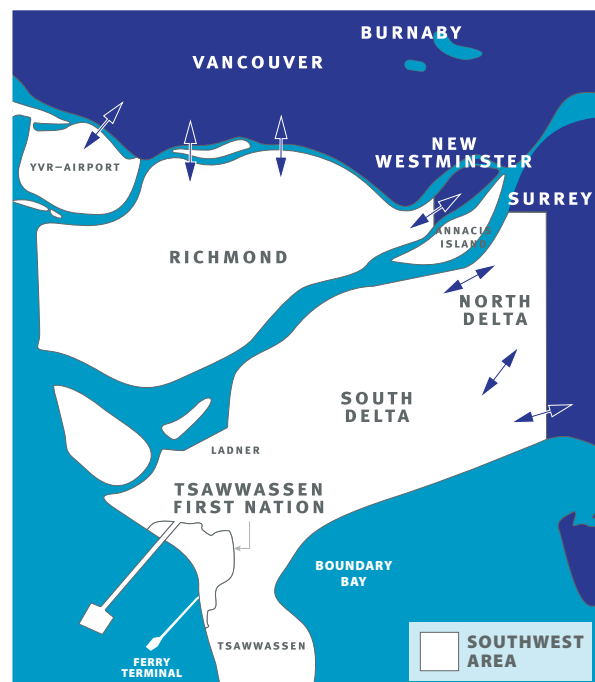 BURNABY
VANCOUVER
NEW
WESTMINSTER
YVR–AIRPORT
SURREY
ANNACIS
ISLAND
RICHMOND
NORTH
DELTA
SOUTH
DELTA
LADNER
TSAWWASSEN
FIRST NATION
BOUNDARY
BAY
TSAWWASSEN
FERRY
TERMINAL
SOUTHWEST
AREA